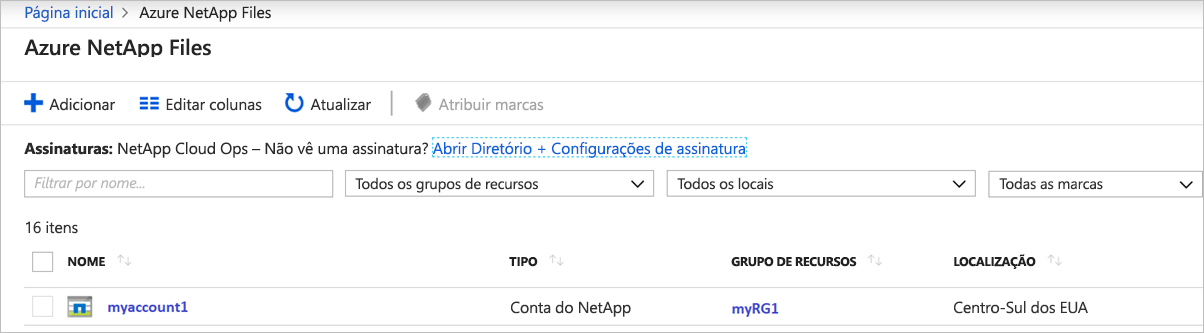 Página inicial > Azure NetApp Files
Azure NetApp Files
Adicionar Editar colunas Atualizar Atribuir marcas
Assinaturas: NetApp Cloud Ops – Não vê uma assinatura? Abrir Diretório + Configurações de assinatura
Filtrar por nome... Todos os grupos de recursos Todos os locais Todas as marcas
16 itens
NOME TIPO GRUPO DE RECURSOS LOCALIZAÇÃO
myaccount1 Conta do NetApp myRG1 Centro-Sul dos EUA